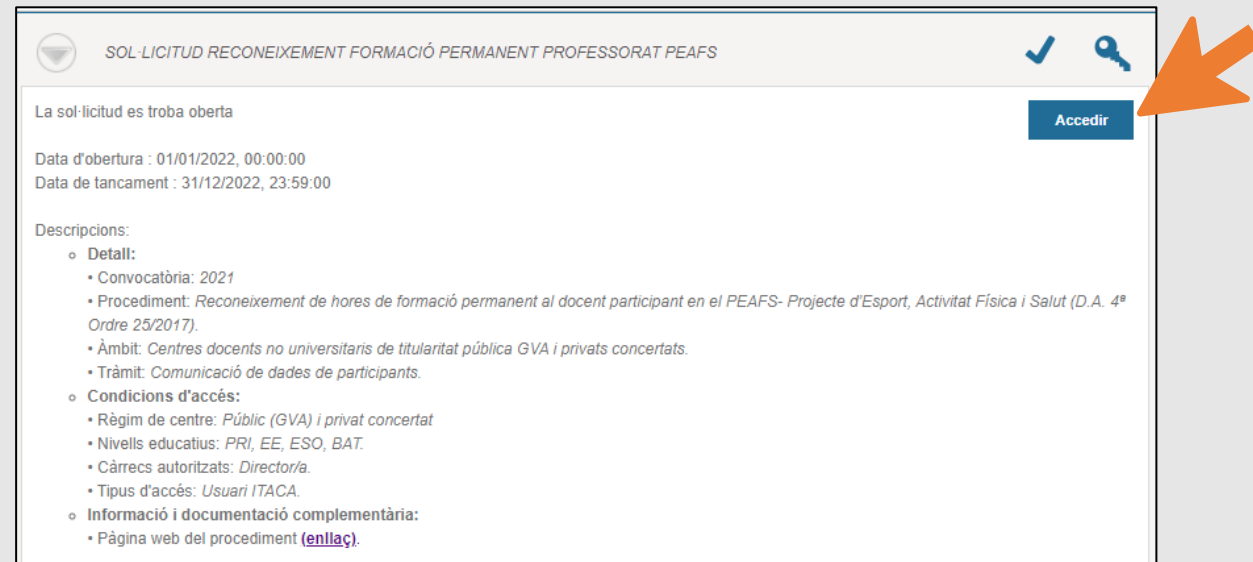 SOL·LICITUD RECONEIXEMENT FORMACIÓ PERMANENT PROFESSORAT PEAFS
La sol·licitud es troba oberta
Accedir
Data d'obertura : 01/01/2022, 00:00:00
Data de tancament : 31/12/2022, 23:59:00
Descripcions:
Detall:
• Convocatòria: 2021
• Procediment: Reconeixement de hores de formació permanent al docent participant en el PEAFS- Projecte d'Esport, Activitat Física i Salut (D.A. 4ª
Ordre 25/2017).
• Àmbit: Centres docents no universitaris de titularitat pública GVA i privats concertats.
• Tràmit: Comunicació de dades de participants.
Condicions d'accés:
• Règim de centre: Públic (GVA) i privat concertat
• Nivells educatius: PRI, EE, ESO, BAT.
• Càrrecs autoritzats: Director/a.
• Tipus d'accés: Usuari ITACA.
Informació i documentació complementària:
• Pàgina web del procediment (enllaç).